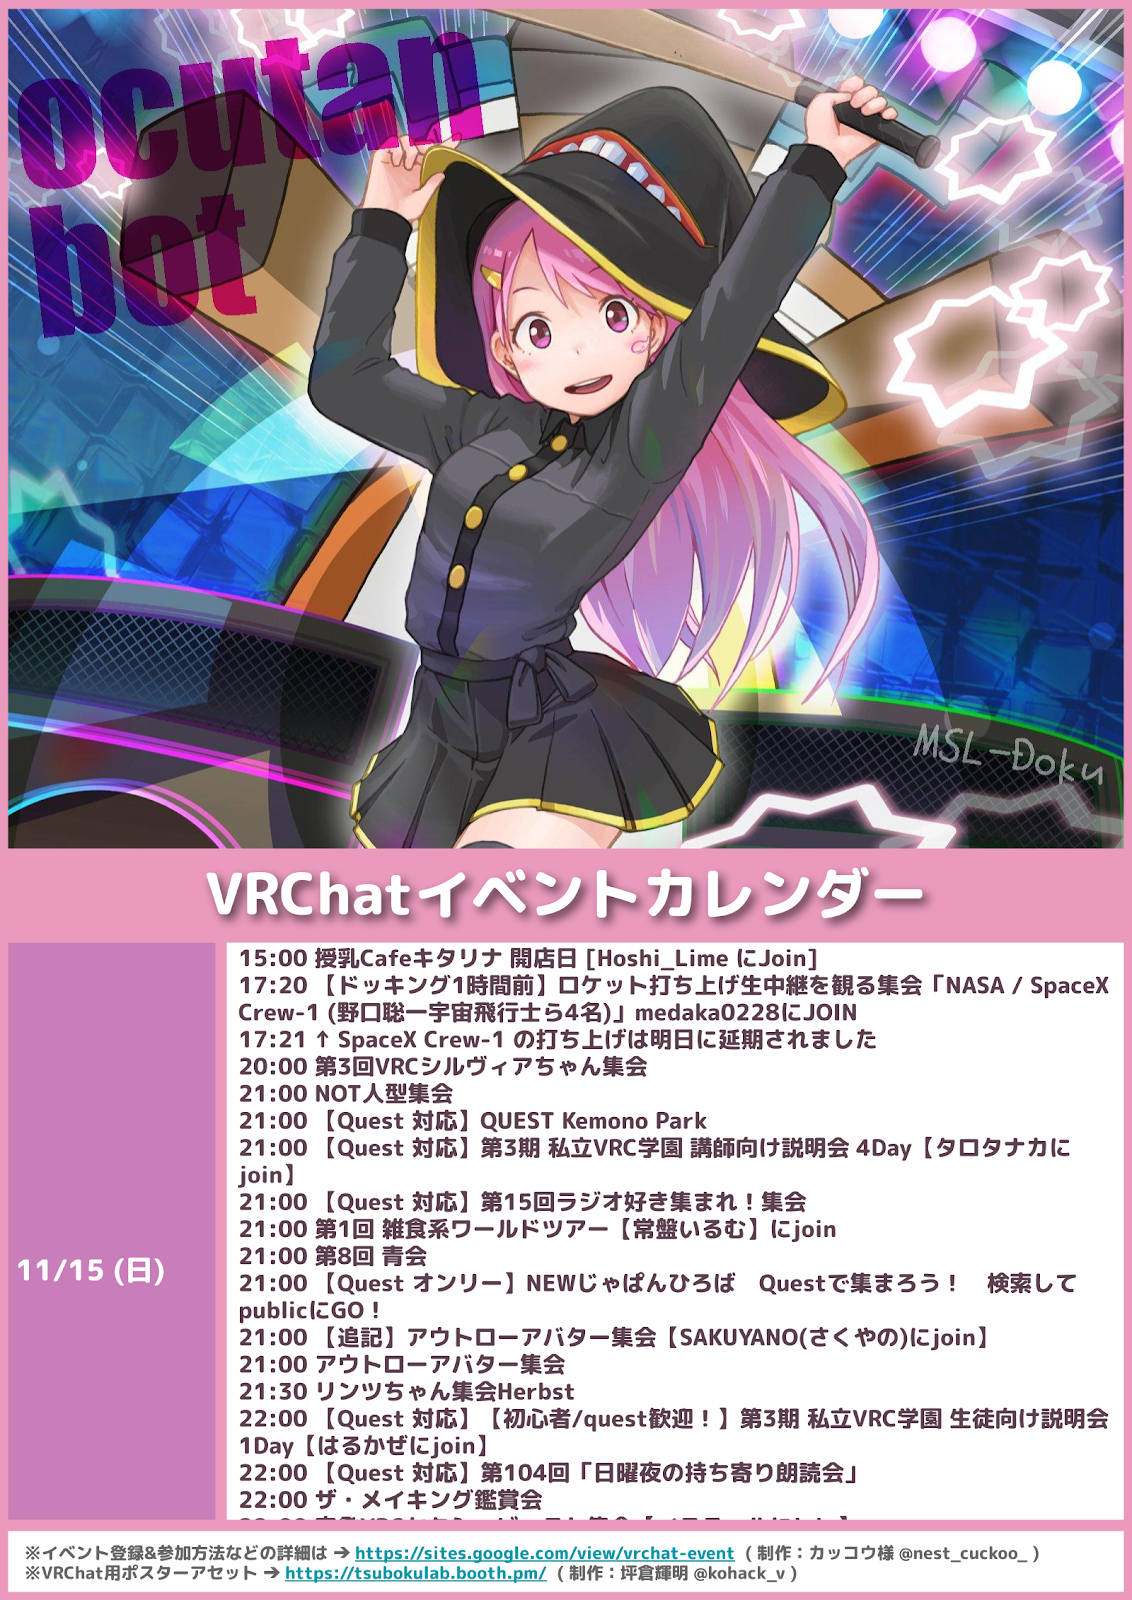 ocutan
bot
MSL-Doku
VRChatイベントカレンダー
11/15 (日)
15:00 授乳Cafeキタリナ 開店日 [Hoshi_Lime にJoin]
17:20 【ドッキング1時間前】ロケット打ち上げ生中継を観る集会「NASA / SpaceX
Crew-1 (野口聡一宇宙飛行士ら4名)」medaka0228にJOIN
17:21 ↑ SpaceX Crew-1 の打ち上げは明日に延期されました
20:00 第3回VRCシルヴィアちゃん集会
21:00 NOT人型集会
21:00 【Quest 対応】QUEST Kemono Park
21:00 【Quest 対応】第3期 私立VRC学園 講師向け説明会 4Day【タロタナカに
join】
21:00 【Quest 対応】第15回ラジオ好き集まれ！集会
21:00 第1回 雑食系ワールドツアー【常盤いるむ】にjoin
21:00 第8回 青会
21:00 【Quest オンリー】NEWじゃぱんひろば　Questで集まろう！　検索して
publicにGO！
21:00 【追記】アウトローアバター集会【SAKUYANO(さくやの)にjoin】
21:00 アウトローアバター集会
21:30 リンツちゃん集会Herbst
22:00 【Quest 対応】【初心者/quest歓迎！】第3期 私立VRC学園 生徒向け説明会
1Day【はるかぜにjoin】
22:00 【Quest 対応】第104回「日曜夜の持ち寄り朗読会」
22:00 ザ・メイキング鑑賞会
※イベント登録&参加方法などの詳細は → https://sites.google.com/view/vrchat-event ( 制作：カッコウ様 @nest_cuckoo_ )
※VRChat用ポスターアセット → https://tsubokulab.booth.pm/ ( 制作：坪倉輝明 @kohack_v )